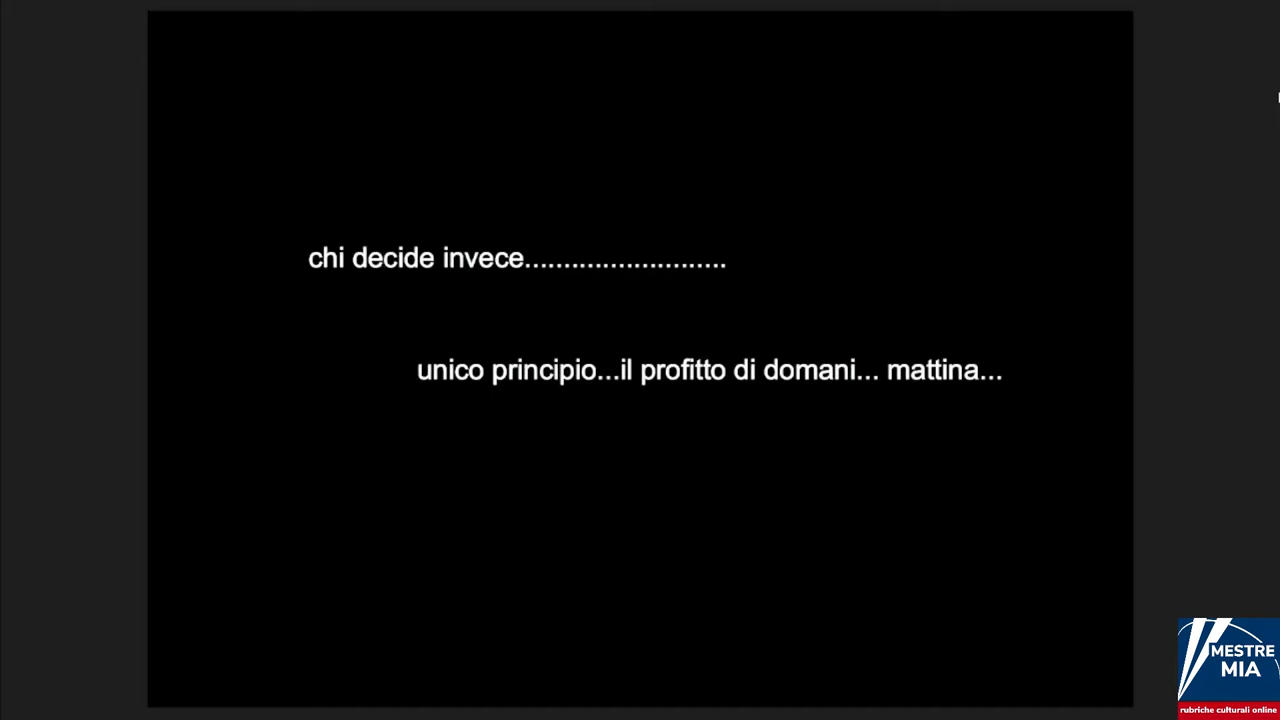 chi decide invece..........................
unico principio...il profitto di domani... mattina...
MESTRE
MIA
rubriche culturali online